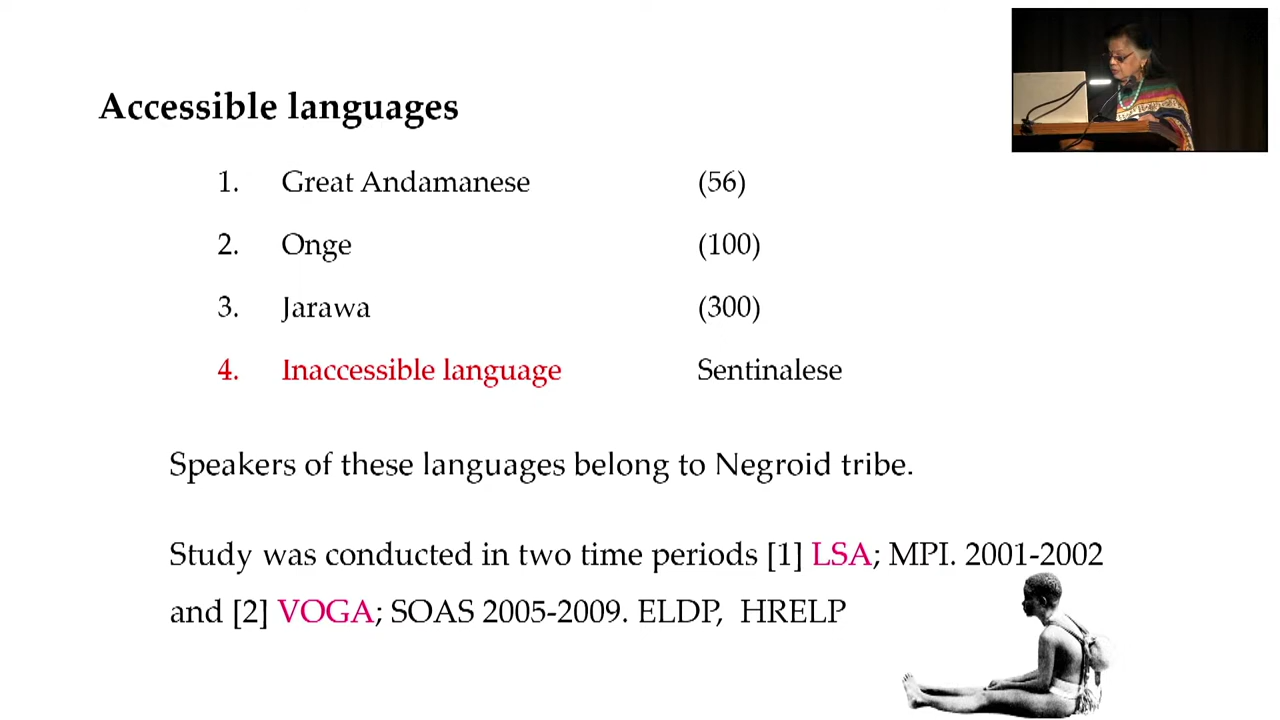 Accessible languages
1. Great Andamanese (56)
2. Onge (100)
3. Jarawa (300)
4. Inaccessible language Sentinalese
Speakers of these languages belong to Negroid tribe.
Study was conducted in two time periods [1] LSA; MPI. 2001-2002
and [2] VOGA; SOAS 2005-2009. ELDP, HRELP